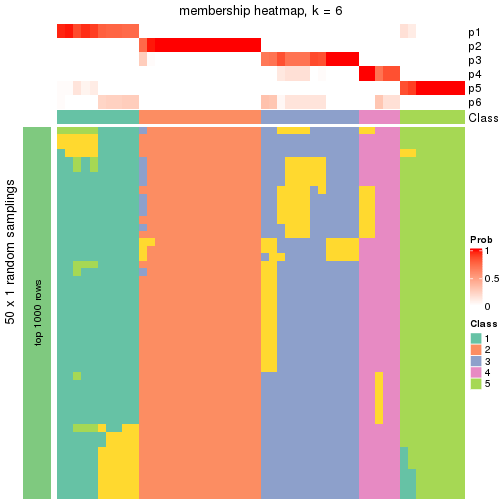 membership heatmap, k = 6
p1
p2
p3
p4
p5
p6
Class
50 x 1 random samplings
top 1000 rows
Prob
1
0.5
0
Class
1
2
3
4
5